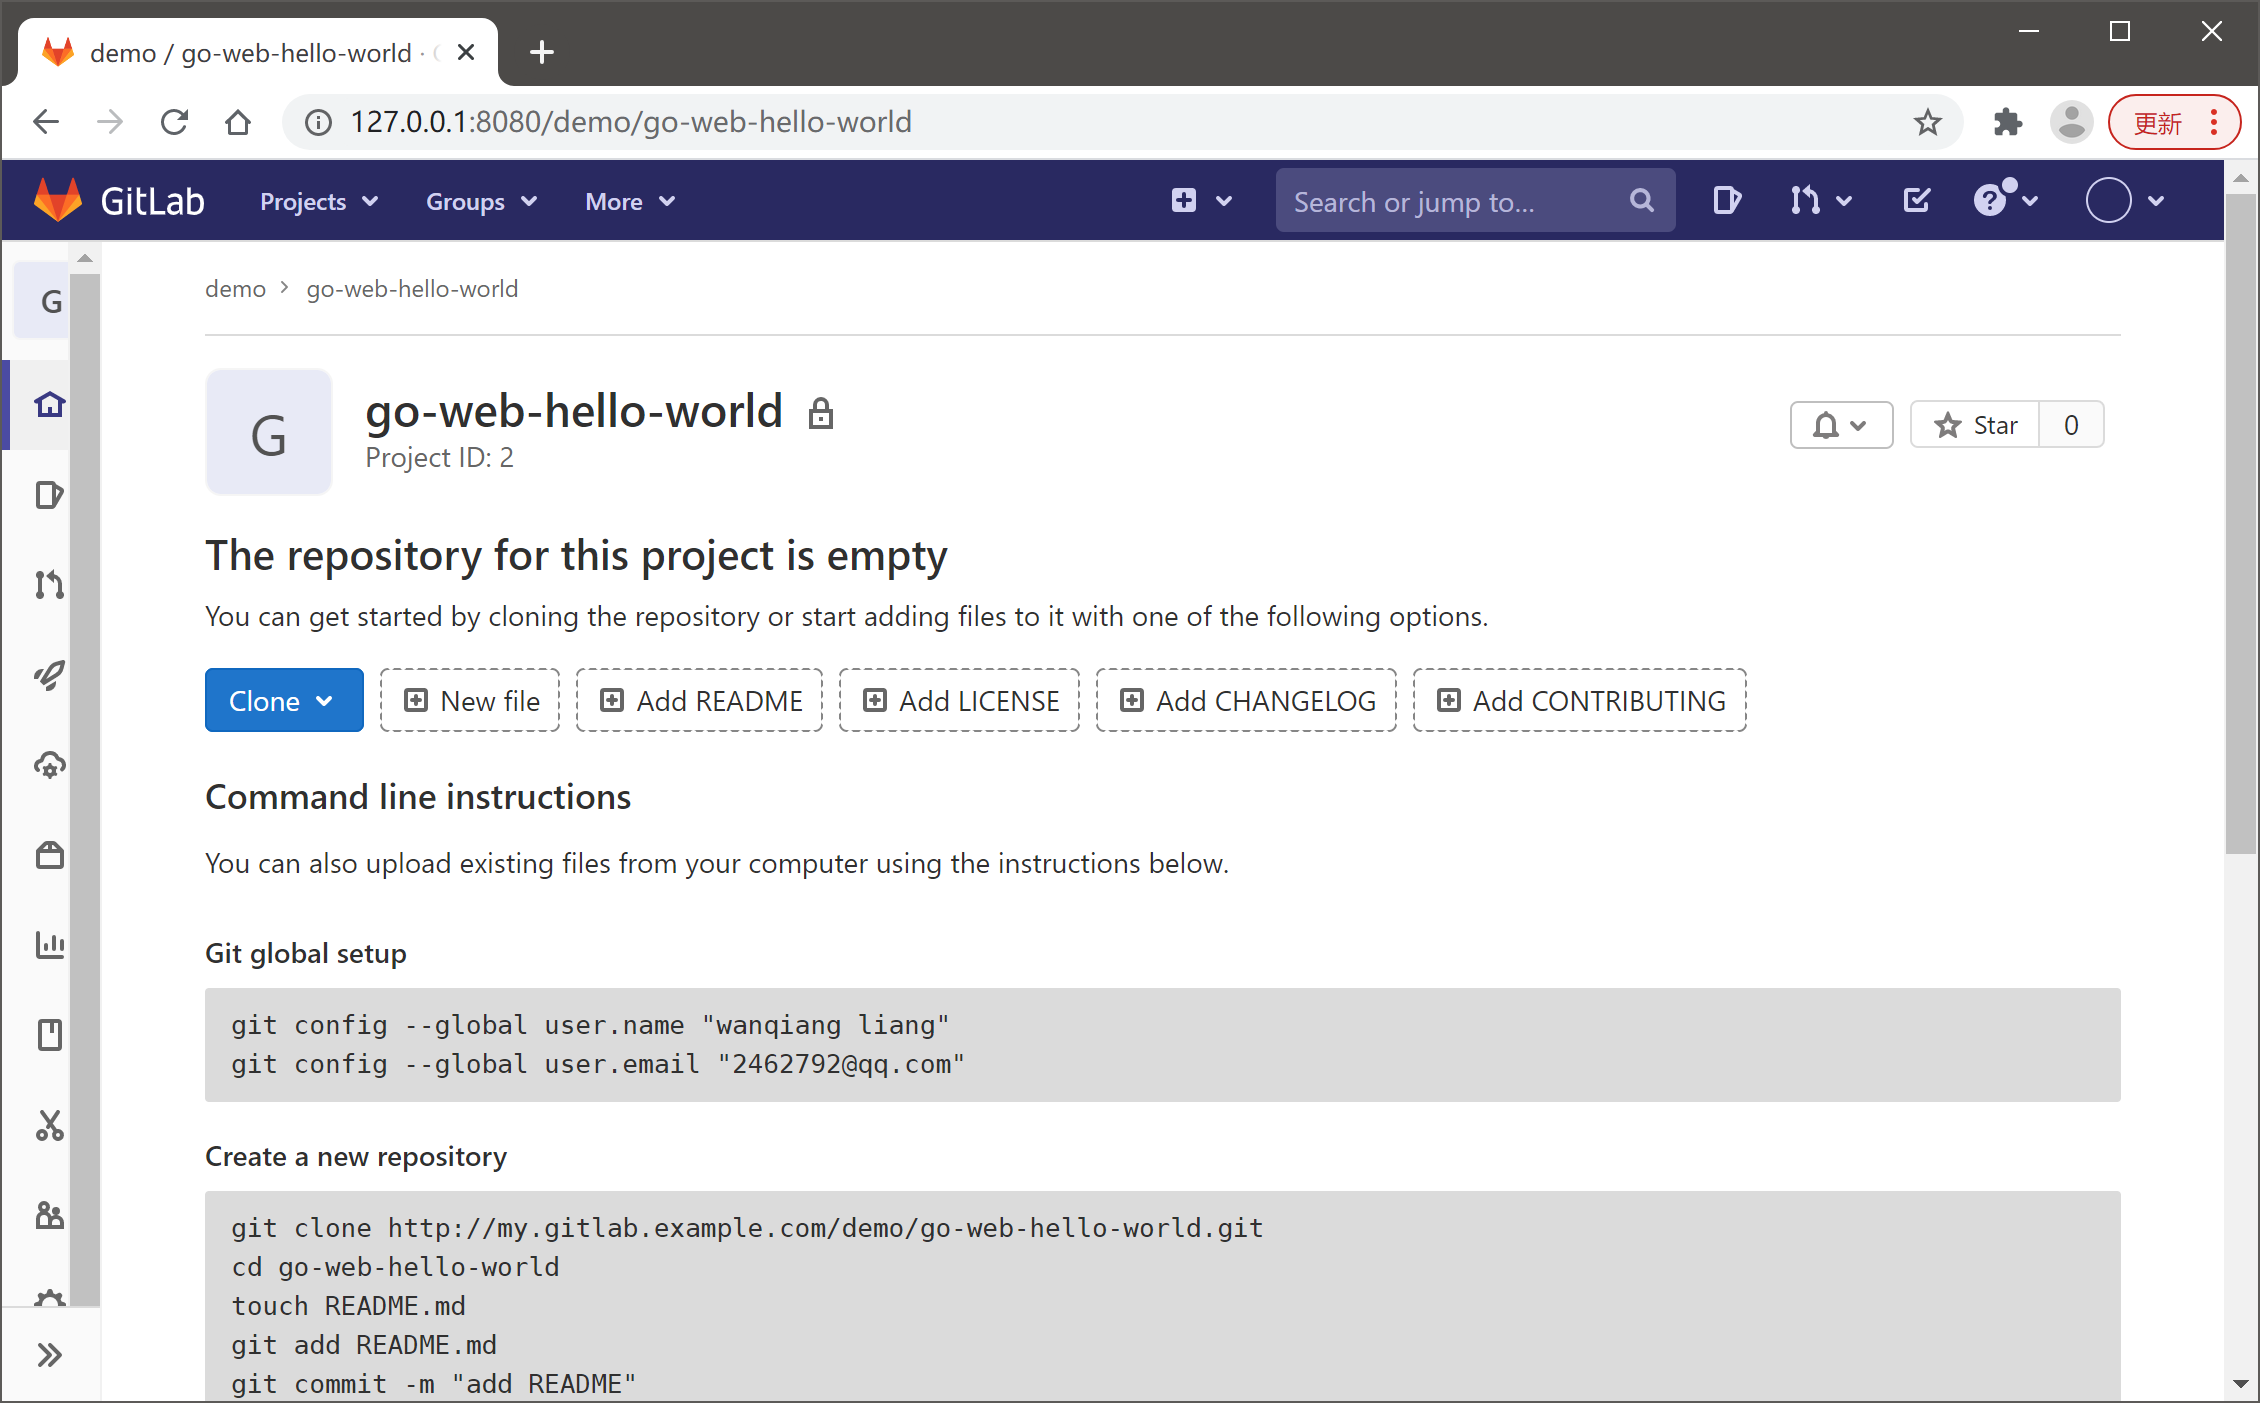 demo / go-web-hello-world ·
127.0.0.1:8080/demo/go-web-hello-world
更新
GitLab
Projects
Groups
More
Search or jump to...
G
demo
go-web-hello-world
G
go-web-hello-world
Project ID: 2
Star
0
The repository for this project is empty
You can get started by cloning the repository or start adding files to it with one of the following options.
Clone
New file
Add README
Add LICENSE
Add CHANGELOG
Add CONTRIBUTING
Command line instructions
You can also upload existing files from your computer using the instructions below.
Git global setup
git config --global user.name "wanqiang liang"
git config --global user.email "2462792@qq.com"
Create a new repository
git clone http://my.gitlab.example.com/demo/go-web-hello-world.git
cd go-web-hello-world
touch README.md
git add README.md
git commit -m "add README"